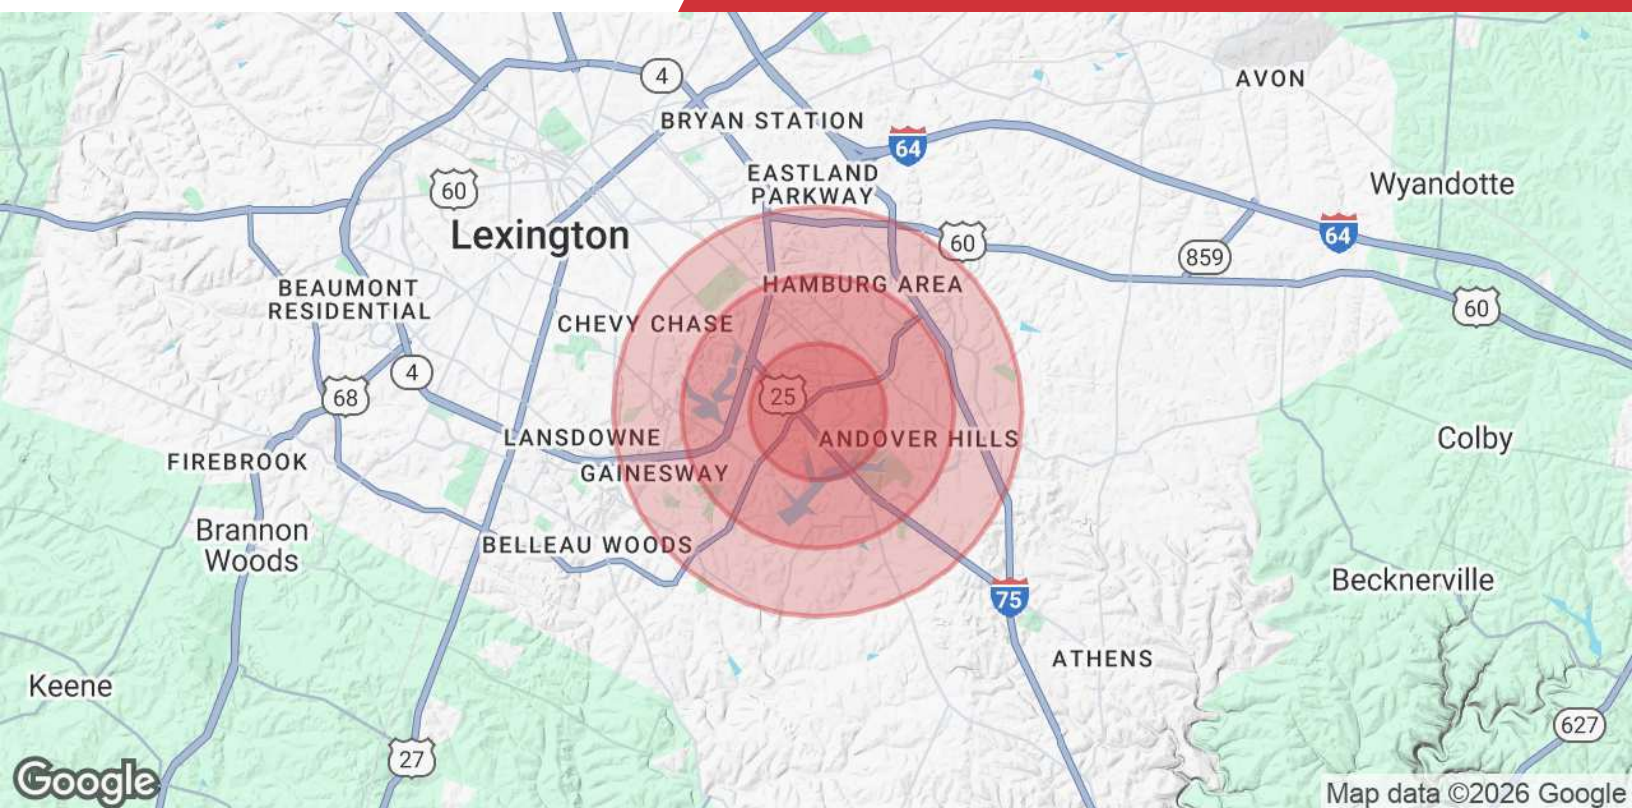 AVON
4
BRYAN STATION
64
EASTLAND
PARKWAY
60
Wyandotte
Lexington
60
64
859
HAMBURG AREA
BEAUMONT
RESIDENTIAL
60
CHEVY CHASE
4
68
25
LANSDOWNE
ANDOVER HILLS
Colby
FIREBROOK
GAINESWAY
Brannon
Woods
BELLEAU WOODS
Becknerville
75
ATHENS
Keene
627
27
Google
Map data ©2026 Google